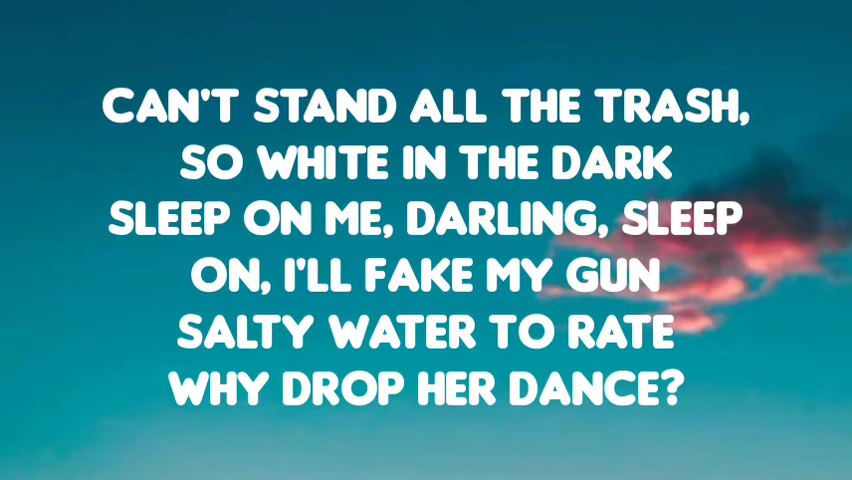 CAN'T STAND ALL THE TRASH,
SO WHITE IN THE DARK
SLEEP ON ME, DARLING, SLEEP
ON, I'LL FAKE MY GUN
SALTY WATER TO RATE
WHY DROP HER DANCE?